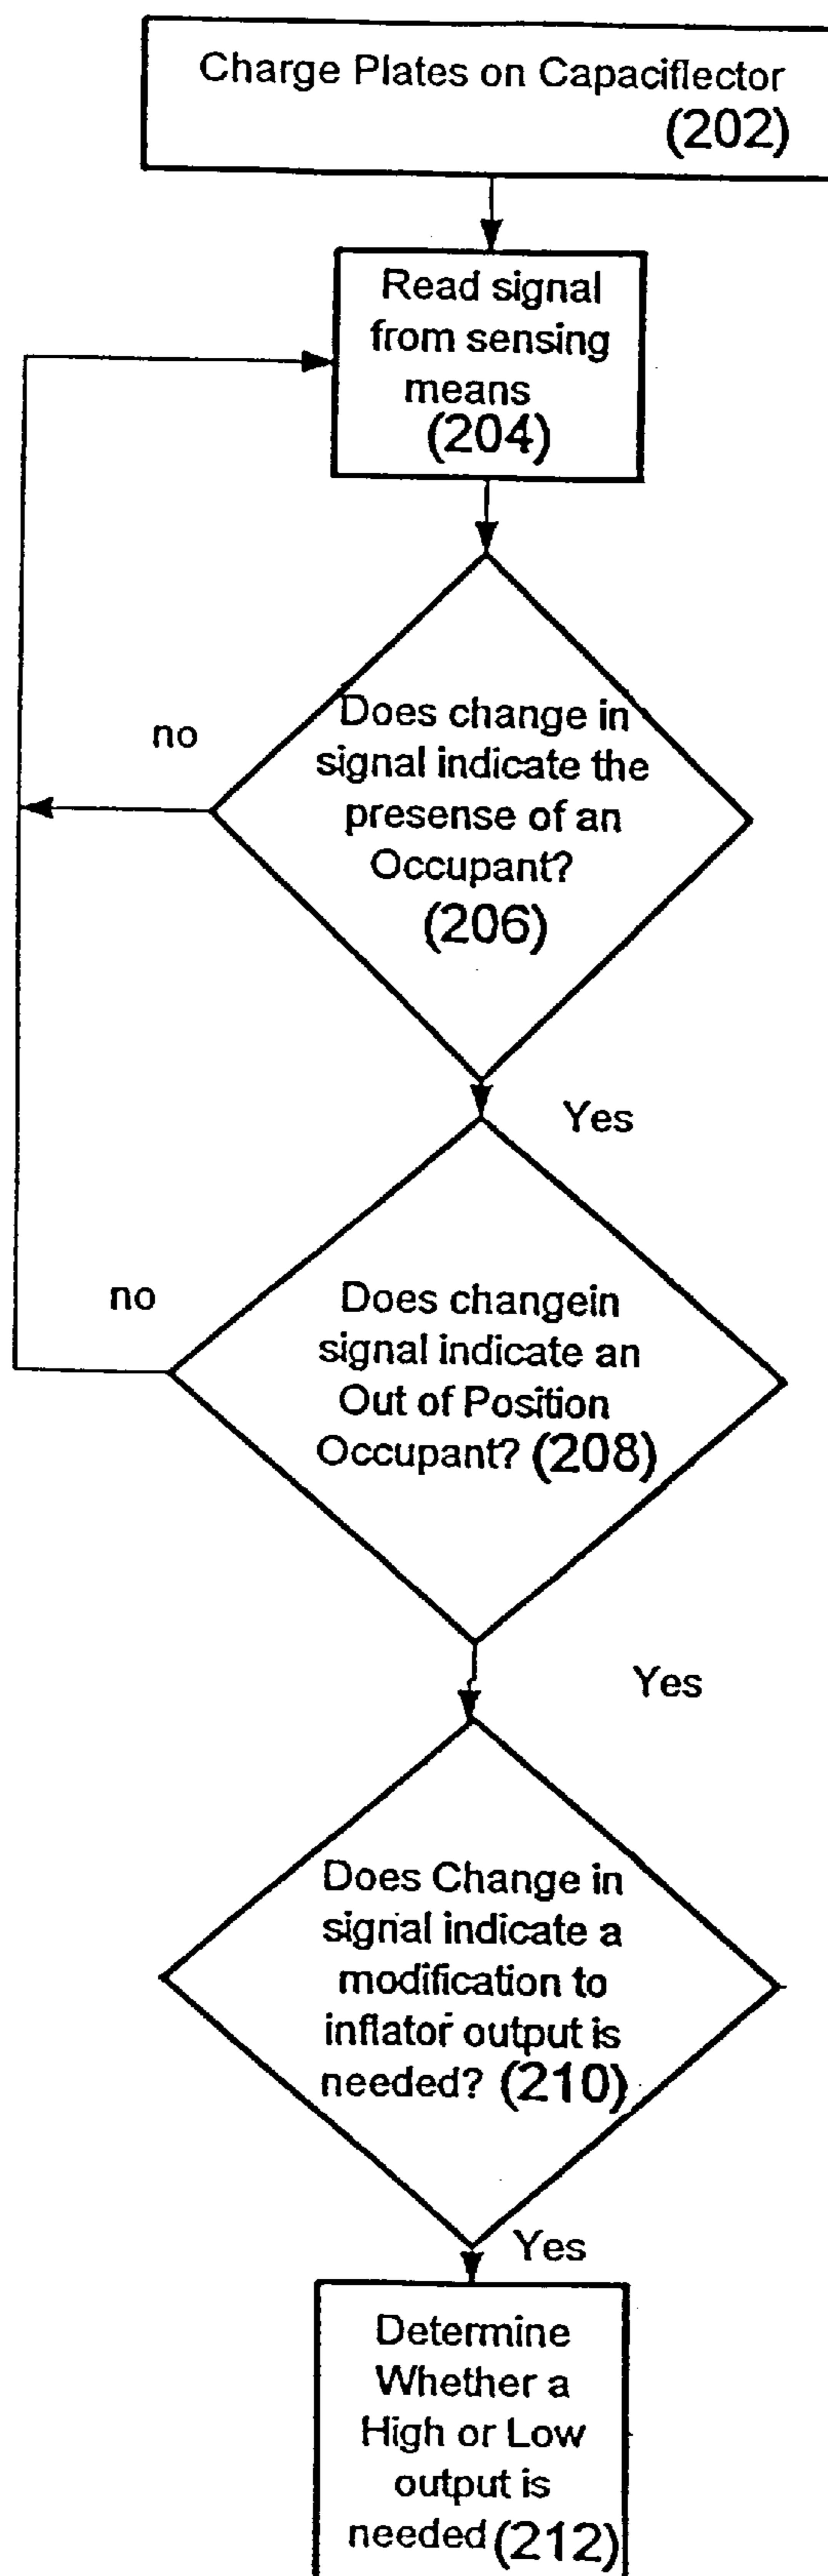 Charge Plates on Capaciflector
(202)
Read signal
from sensing
means
(204)
no
Does change in
signal indicate the
presense of an
Occupant?
(206)
Yes
no
Does changein
signal indicate an
Out of Position
Occupant? (208)
Yes
Does Change in
signal indicate a
modification to
inflator output is
needed? (210)
Yes
Determine
Whether a
High or Low
output is
needed (212)